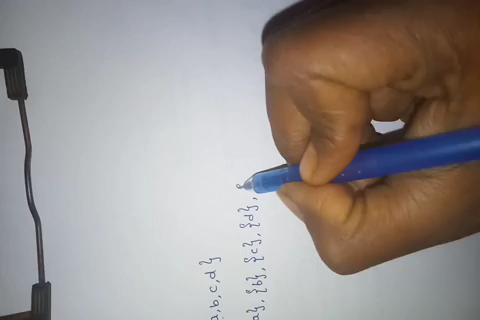 a,b,c,d}
a}, {b}, {c}, {d},